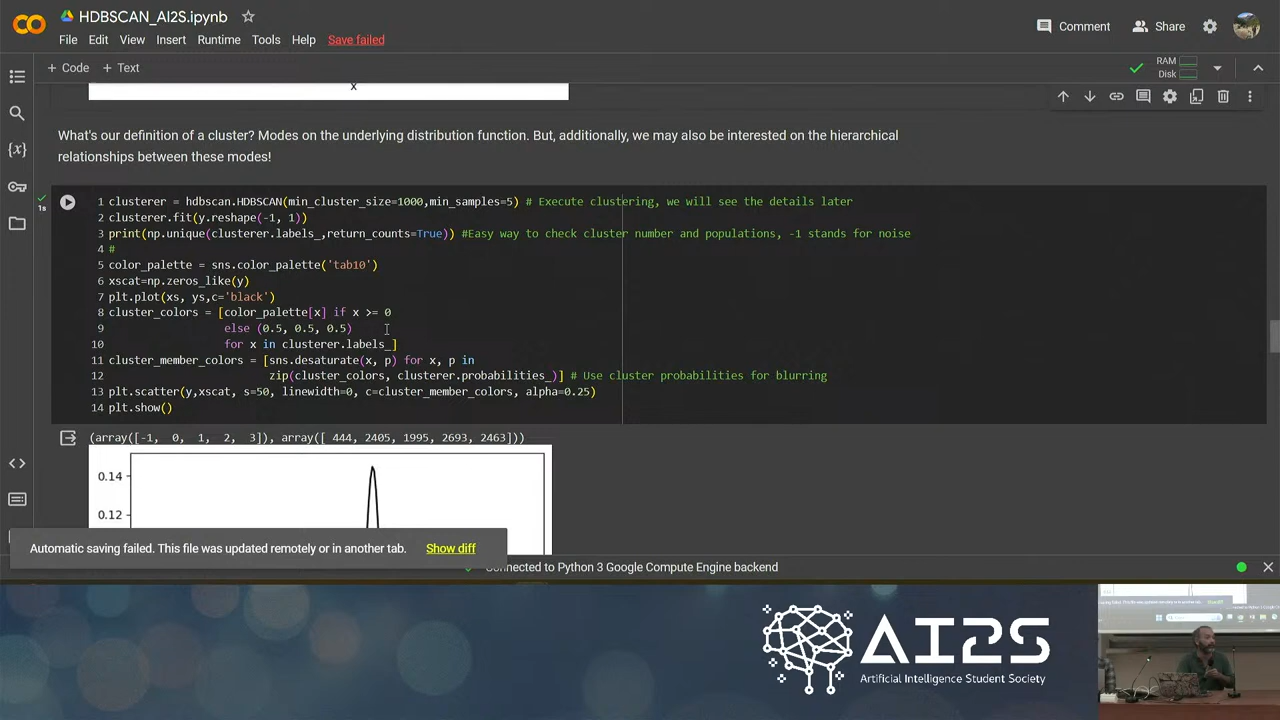 HDBSCAN_AI2S.ipynb
File Edit View Insert Runtime Tools Help Save failed
Comment Share
+ Code + Text
RAM
Disk
x
What's our definition of a cluster? Modes on the underlying distribution function. But, additionally, we may also be interested on the hierarchical
relationships between these modes!
1s
1 clusterer = hdbscan.HDBSCAN(min_cluster_size=1000,min_samples=5) # Execute clustering, we will see the details later
2 clusterer.fit(y.reshape(-1, 1))
3 print(np.unique(clusterer.labels_,return_counts=True)) #Easy way to check cluster number and populations, -1 stands for noise
4 #
5 color_palette = sns.color_palette('tab10')
6 xscat=np.zeros_like(y)
7 plt.plot(xs, ys,c='black')
8 cluster_colors = [color_palette[x] if x >= 0
9 else (0.5, 0.5, 0.5)
10 for x in clusterer.labels_]
11 cluster_member_colors = [sns.desaturate(x, p) for x, p in
12 zip(cluster_colors, clusterer.probabilities_)] # Use cluster probabilities for blurring
13 plt.scatter(y,xscat, s=50, linewidth=0, c=cluster_member_colors, alpha=0.25)
14 plt.show()
(array([-1, 0, 1, 2, 3]), array([ 444, 2405, 1995, 2693, 2463]))
0.14
0.12
Automatic saving failed. This file was updated remotely or in another tab. Show diff
Connected to Python 3 Google Compute Engine backend
AI2S
Artificial Intelligence Student Society